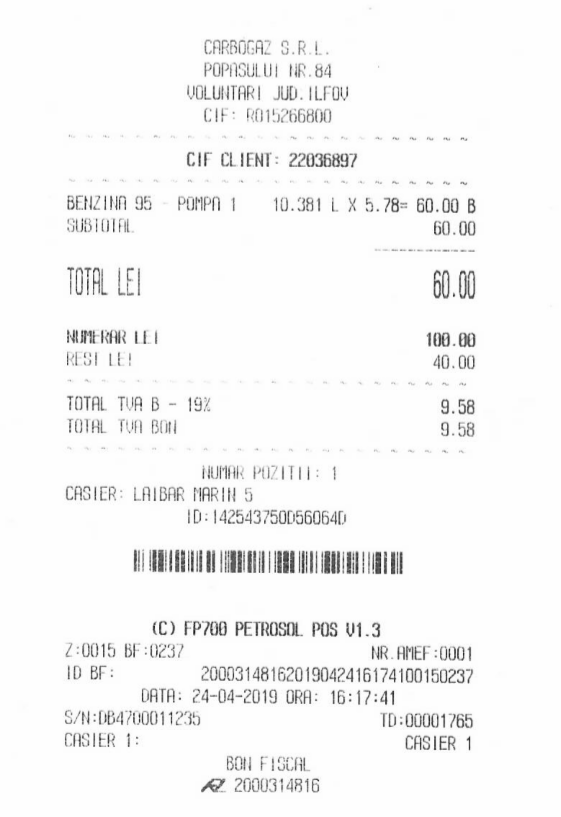 CARBOGAZ S.R.L.
POPASULUI NR.84
VOLUNTARI JUD.ILFOV
CIF: RO15266800
CIF CLIENT: 22036897
BENZINA 95 - POMPA 1 10.381 L X 5.78= 60.00 B
SUBTOTAL 60.00
TOTAL LEI 60.00
NUMERAR LEI 100.00
REST LEI 40.00
TOTAL TVA B - 19% 9.58
TOTAL TVA BON 9.58
NUMAR POZITII: 1
CASIER: LAIBAR MARIN 5
ID:142543750D56064D
(C) FP700 PETROSOL POS V1.3
Z:0015 BF:0237 NR.AMEF:0001
ID BF: 20003148162019042416174100150237
DATA: 24-04-2019 ORA: 16:17:41
S/N:DB4700011235 TD:00001765
CASIER 1: CASIER 1
BON FISCAL
2000314816